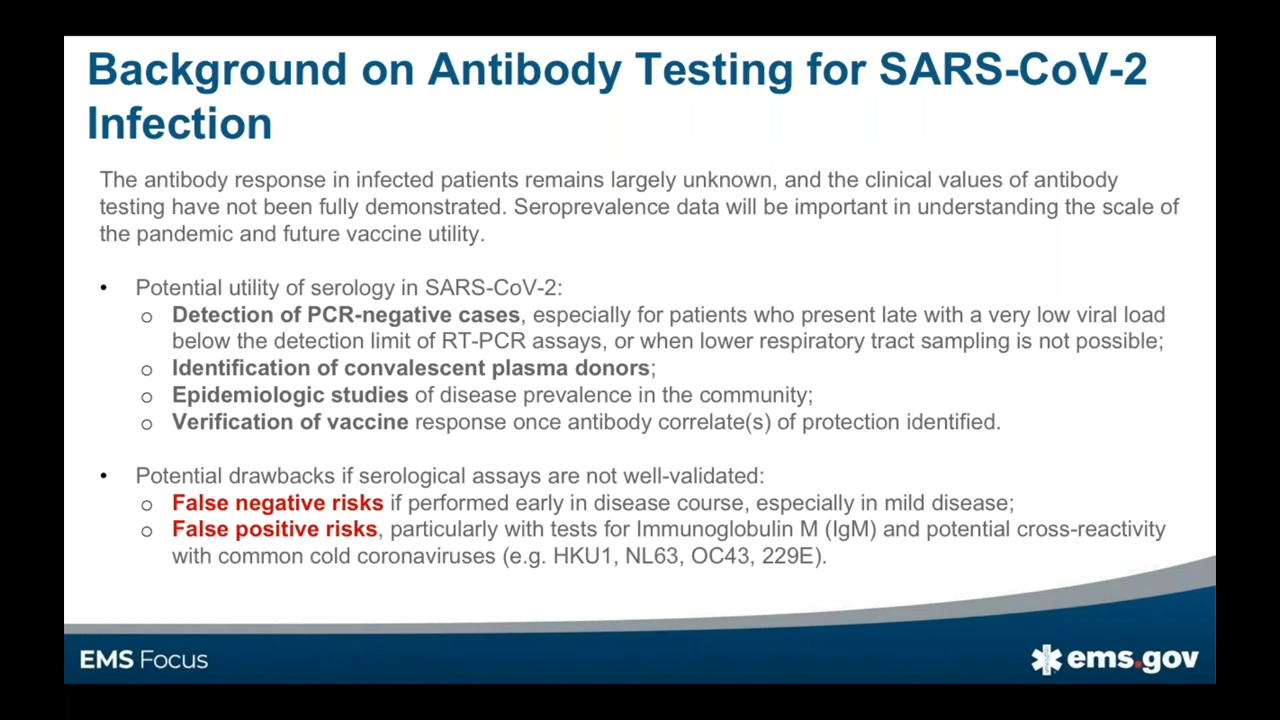 Background on Antibody Testing for SARS-CoV-2
Infection
The antibody response in infected patients remains largely unknown, and the clinical values of antibody
testing have not been fully demonstrated. Seroprevalence data will be important in understanding the scale of
the pandemic and future vaccine utility.
• Potential utility of serology in SARS-CoV-2:
o Detection of PCR-negative cases, especially for patients who present late with a very low viral load
below the detection limit of RT-PCR assays, or when lower respiratory tract sampling is not possible;
o Identification of convalescent plasma donors;
o Epidemiologic studies of disease prevalence in the community;
o Verification of vaccine response once antibody correlate(s) of protection identified.
• Potential drawbacks if serological assays are not well-validated:
o False negative risks if performed early in disease course, especially in mild disease;
o False positive risks, particularly with tests for Immunoglobulin M (IgM) and potential cross-reactivity
with common cold coronaviruses (e.g. HKU1, NL63, OC43, 229E).
EMS Focus
ems.gov